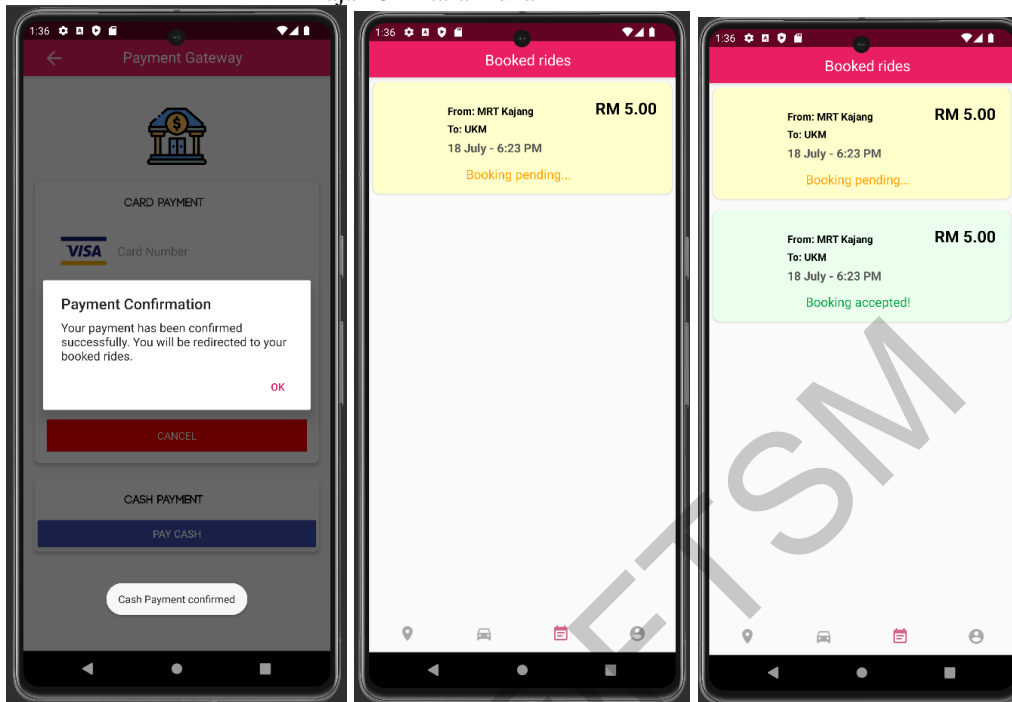 1:36
Payment Gateway
CARD PAYMENT
VISA Card Number
Payment Confirmation
Your payment has been confirmed
successfully. You will be redirected to your
booked rides.
OK
CANCEL
CASH PAYMENT
PAY CASH
Cash Payment confirmed
1:36
Booked rides
From: MRT Kajang RM 5.00
To: UKM
18 July - 6:23 PM
Booking pending...
1:36
Booked rides
From: MRT Kajang RM 5.00
To: UKM
18 July - 6:23 PM
Booking pending...
From: MRT Kajang RM 5.00
To: UKM
18 July - 6:23 PM
Booking accepted!
FTSM